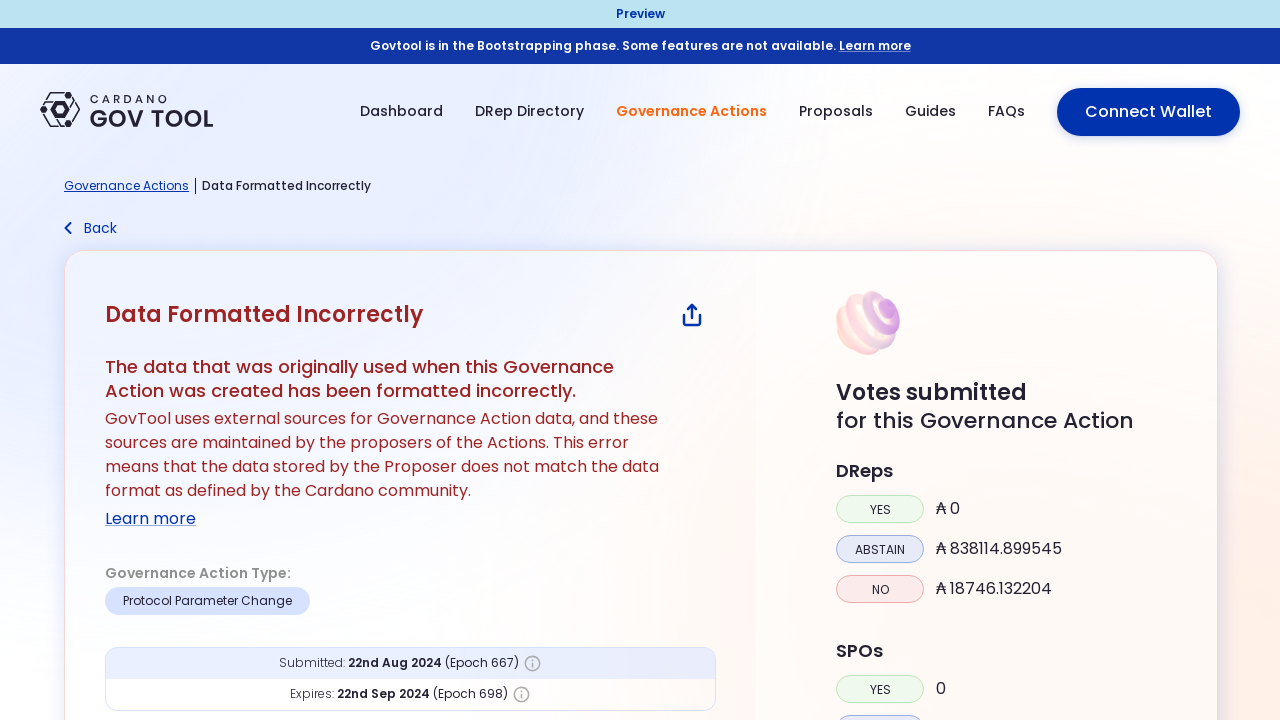 Preview
Govtool is in the Bootstrapping phase. Some features are not available. Learn more
CARDANO
GOV TOOL
Dashboard
DRep Directory
Governance Actions
Proposals
Guides
FAQs
Connect Wallet
Governance Actions | Data Formatted Incorrectly
Back
Data Formatted Incorrectly
The data that was originally used when this Governance
Action was created has been formatted incorrectly.
GovTool uses external sources for Governance Action data, and these
sources are maintained by the proposers of the Actions. This error
means that the data stored by the Proposer does not match the data
format as defined by the Cardano community.
Learn more
Governance Action Type:
Protocol Parameter Change
Submitted: 22nd Aug 2024 (Epoch 667)
Expires: 22nd Sep 2024 (Epoch 698)
Votes submitted
for this Governance Action
DReps
YES ₳ 0
ABSTAIN ₳ 838114.899545
NO ₳ 18746.132204
SPOs
YES 0